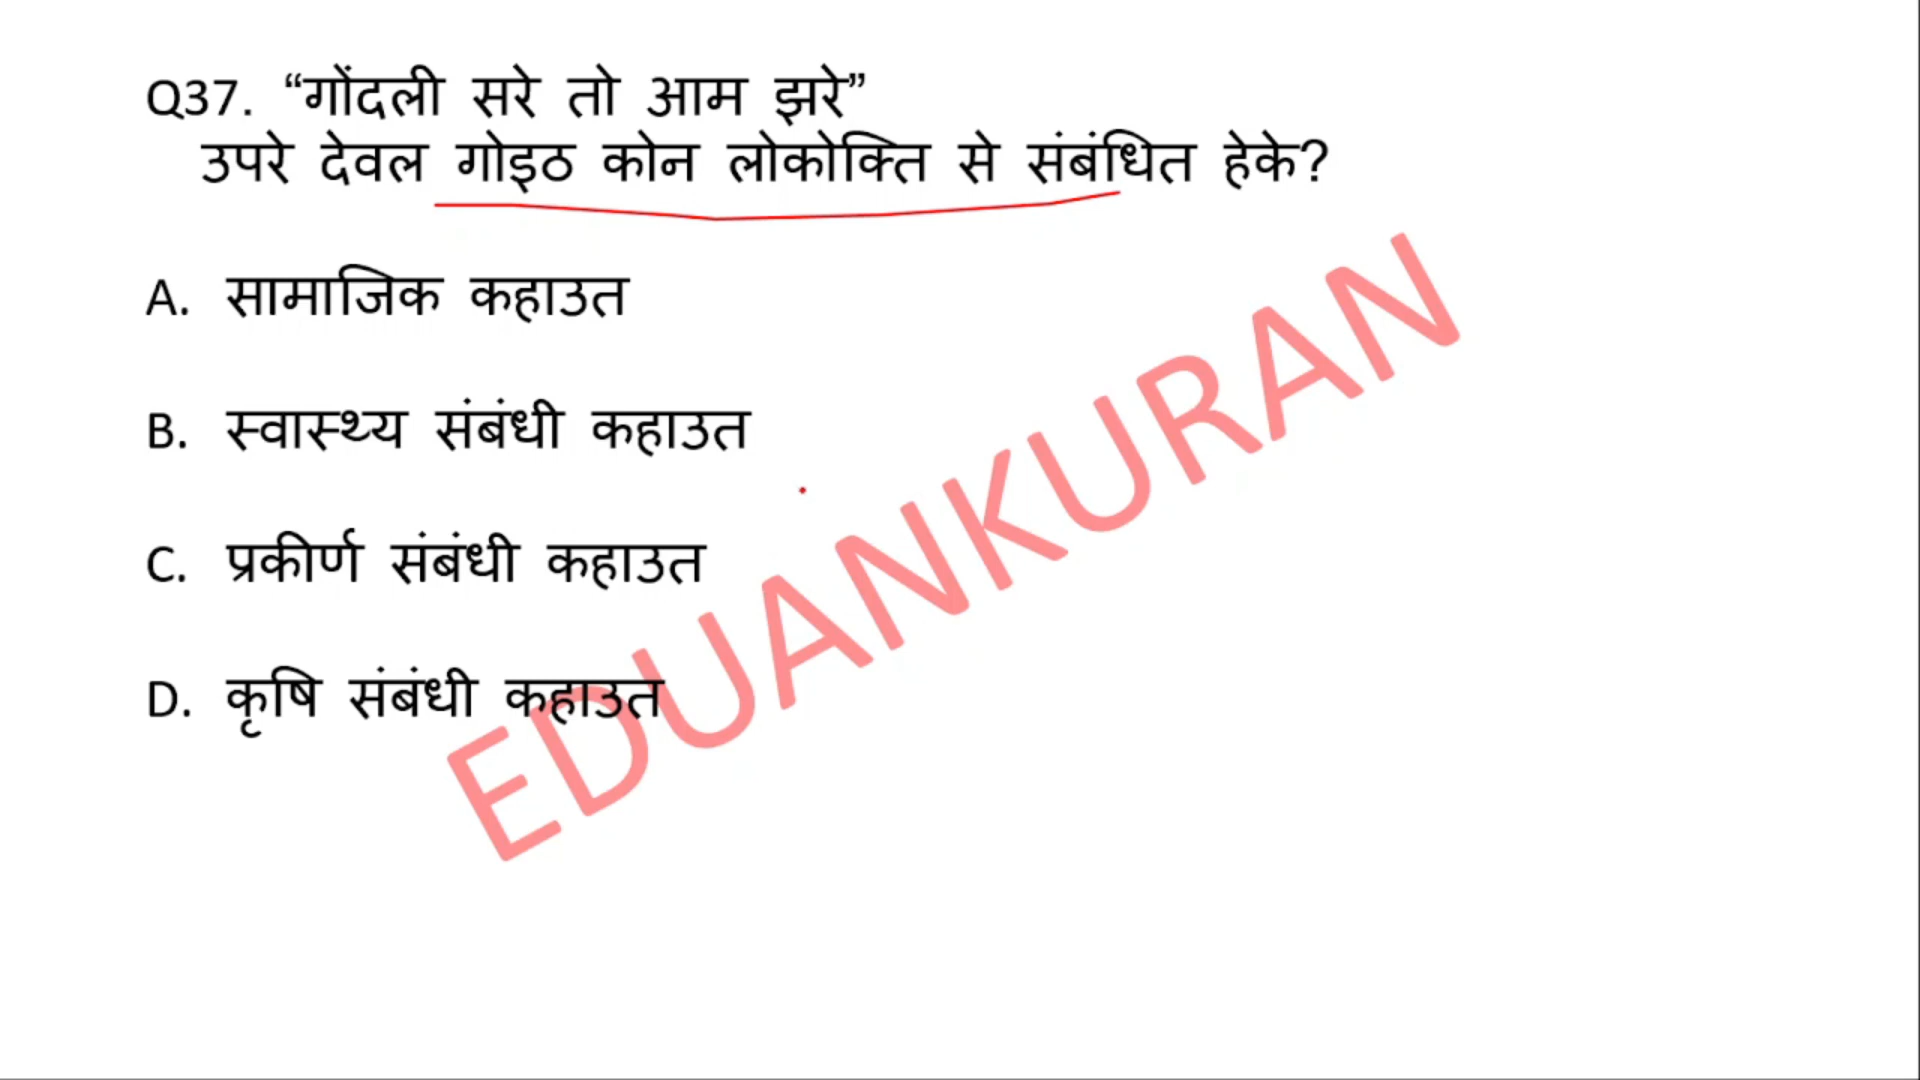 Q37. “गोंदली सरे तो आम झरे”
उपरे देवल गोइठ कोन लोकोक्ति से संबंधित हेके?
A. सामाजिक कहाउत
B. स्वास्थ्य संबंधी कहाउत
C. प्रकीर्ण संबंधी कहाउत
D. कृषि संबंधी कहाउत
EDUANKURAN